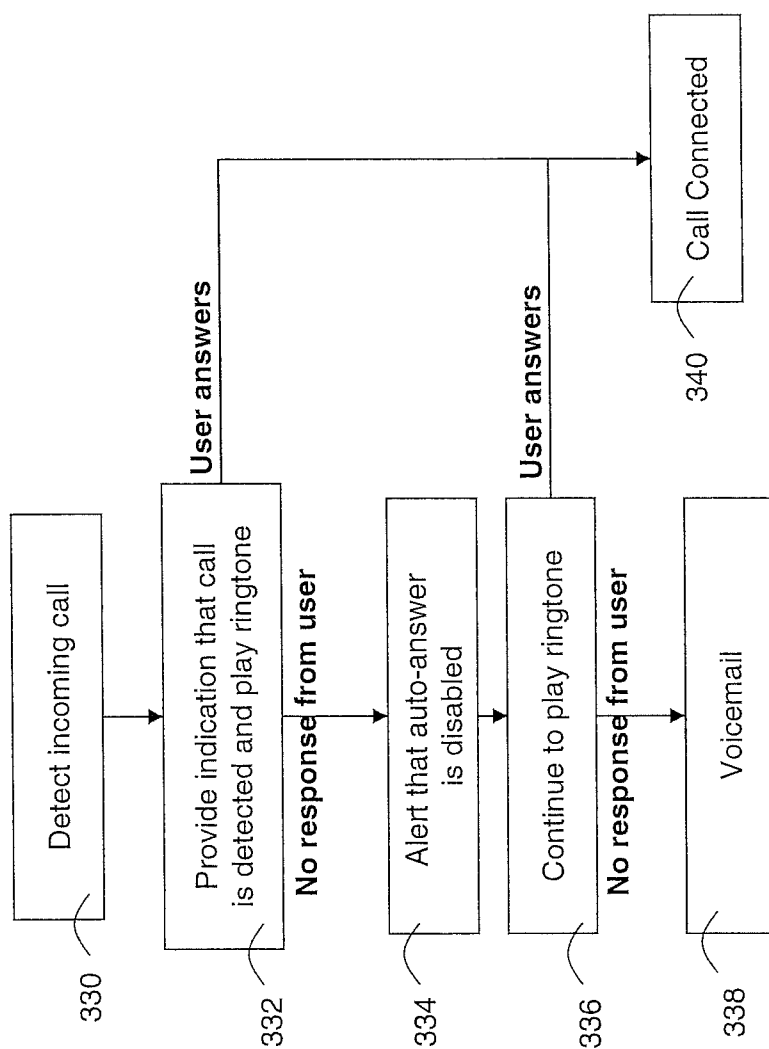 330
Detect incoming call
332
Provide indication that call
is detected and play ringtone
User answers
No response from user
334
Alert that auto-answer
is disabled
336
Continue to play ringtone
User answers
No response from user
338
Voicemail
340
Call Connected